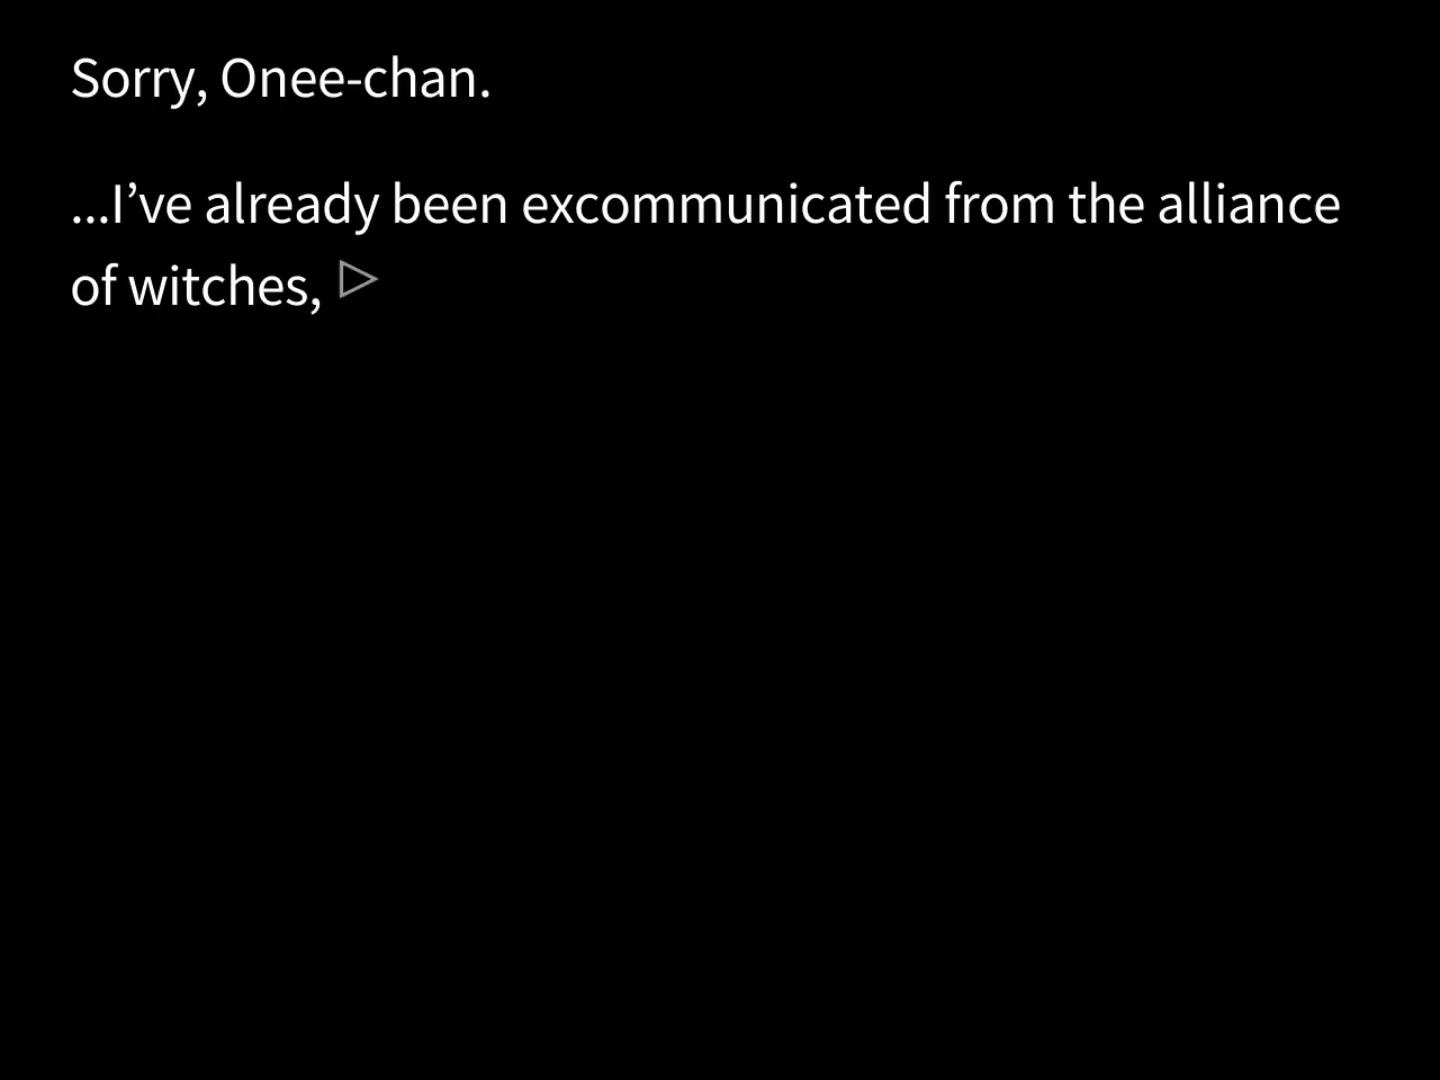 Sorry, Onee-chan.
...I’ve already been excommunicated from the alliance
of witches,